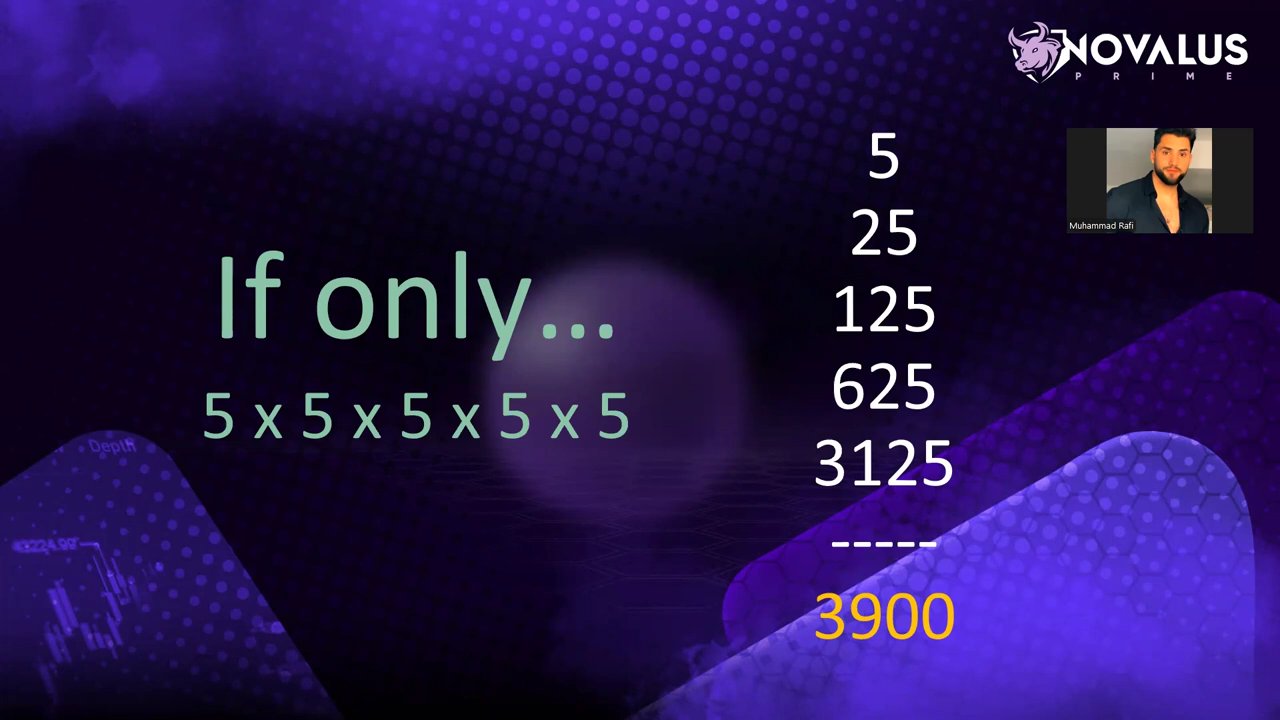 NOVALUS
PRIME
5
25
125
625
3125
-----
3900
If only...
5 x 5 x 5 x 5 x 5
Muhammad Rafi
Depth